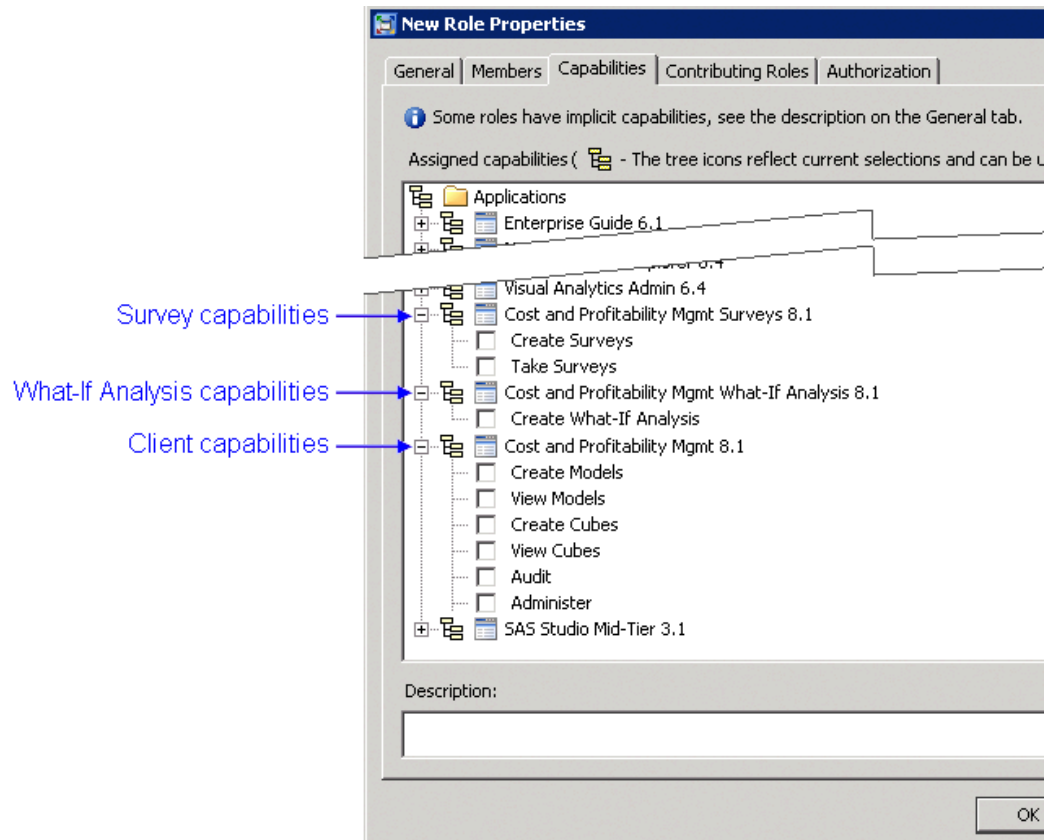 New Role Properties
General Members Capabilities Contributing Roles Authorization
Some roles have implicit capabilities, see the description on the General tab.
Assigned capabilities ( - The tree icons reflect current selections and can be u
Applications
Enterprise Guide 6.1
Visual Analytics Admin 6.4
Survey capabilities
Cost and Profitability Mgmt Surveys 8.1
Create Surveys
Take Surveys
What-If Analysis capabilities
Cost and Profitability Mgmt What-If Analysis 8.1
Create What-If Analysis
Client capabilities
Cost and Profitability Mgmt 8.1
Create Models
View Models
Create Cubes
View Cubes
Audit
Administer
SAS Studio Mid-Tier 3.1
Description:
OK